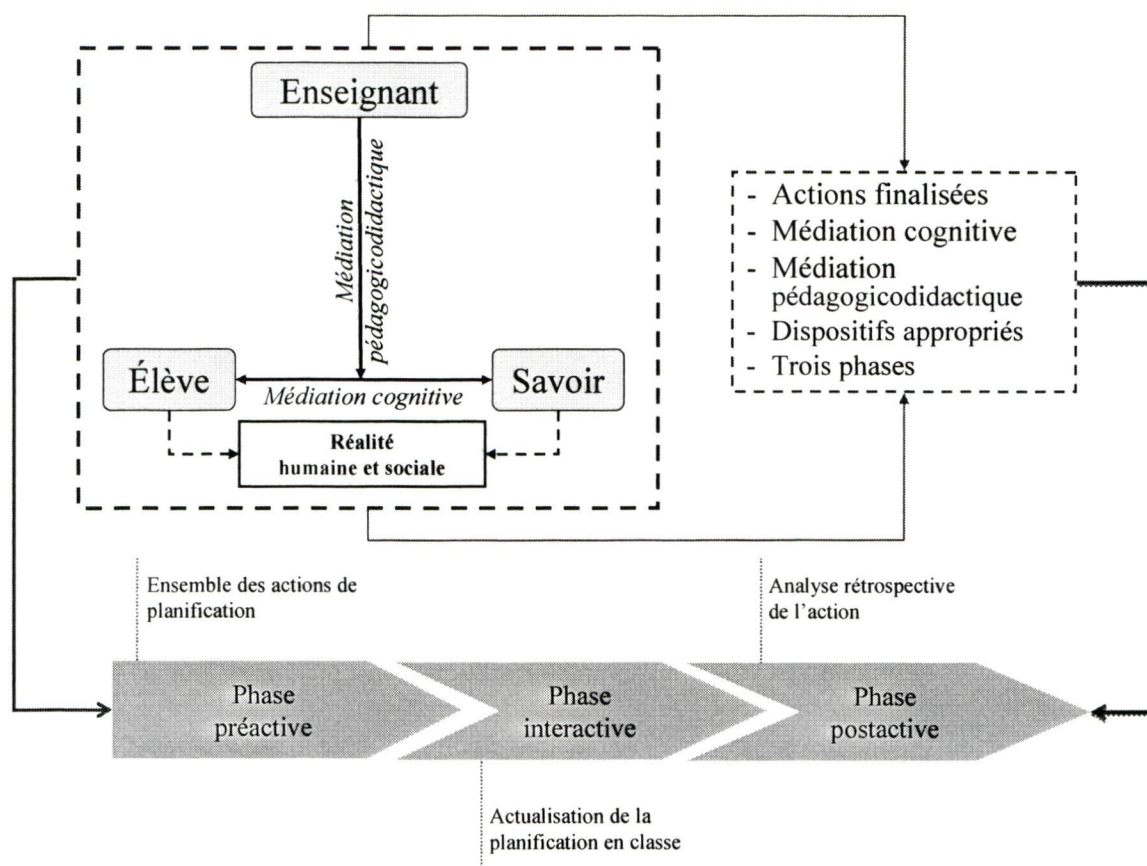 Enseignant
Médiation
pédagogicodidactique
Élève
Savoir
Médiation cognitive
Réalité
humaine et sociale
- Actions finalisées
- Médiation cognitive
- Médiation
pédagogicodidactique
- Dispositifs appropriés
- Trois phases
Ensemble des actions de
planification
Analyse rétrospective
de l'action
Phase
préactive
Phase
interactive
Phase
postactive
Actualisation de la
planification en classe